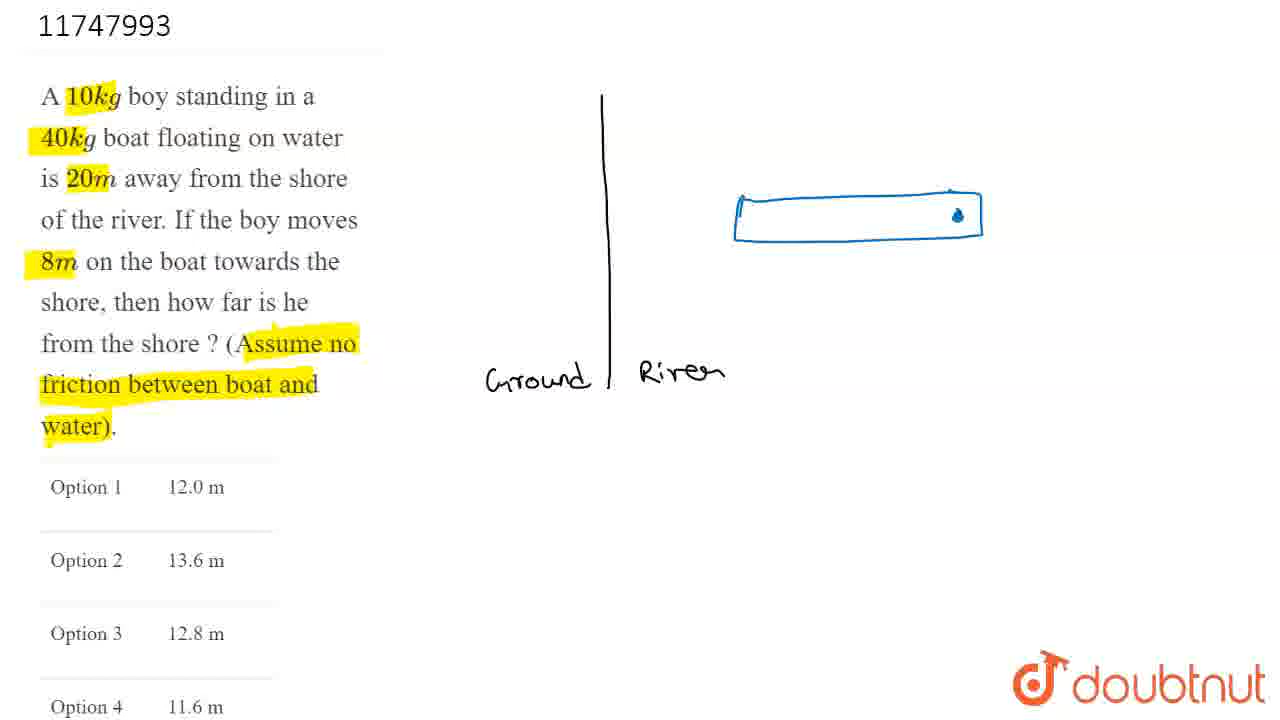 11747993
A 10kg boy standing in a
40kg boat floating on water
is 20m away from the shore
of the river. If the boy moves
8m on the boat towards the
shore, then how far is he
from the shore ? (Assume no
friction between boat and
water).
Ground River
Option 1 12.0 m
Option 2 13.6 m
Option 3 12.8 m
Option 4 11.6 m
doubtnut